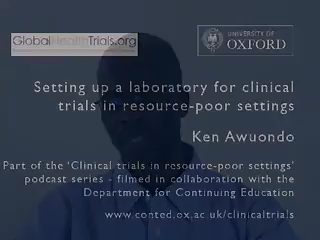 GlobalHealthTrials.org
UNIVERSITY OF
OXFORD
Setting up a laboratory for clinical
trials in resource-poor settings
Ken Awuondo
Part of the 'Clinical trials in resource-poor settings'
podcast series - filmed in collaboration with the
Department for Continuing Education
www.conted.ox.ac.uk/clinicaltrials